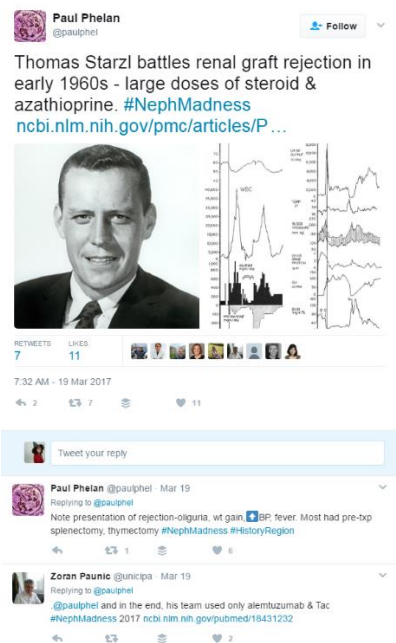 Paul Phelan
@paulphel
Follow
Thomas Starzl battles renal graft rejection in
early 1960s - large doses of steroid &
azathioprine. #NephMadness
ncbi.nlm.nih.gov/pmc/articles/P…
WBC
RETWEETS LIKES
7 11
7:32 AM - 19 Mar 2017
2 7 11
Tweet your reply
Paul Phelan @paulphel · Mar 19
Replying to @paulphel
Note presentation of rejection-oliguria, wt gain, ⬆BP, fever. Most had pre-txp
splenectomy, thymectomy #NephMadness #HistoryRegion
1 6
Zoran Paunic @unicipa · Mar 19
Replying to @paulphel
.@paulphel and in the end, his team used only alemtuzumab & Tac
#NephMadness 2017 ncbi.nlm.nih.gov/pubmed/18431232
2